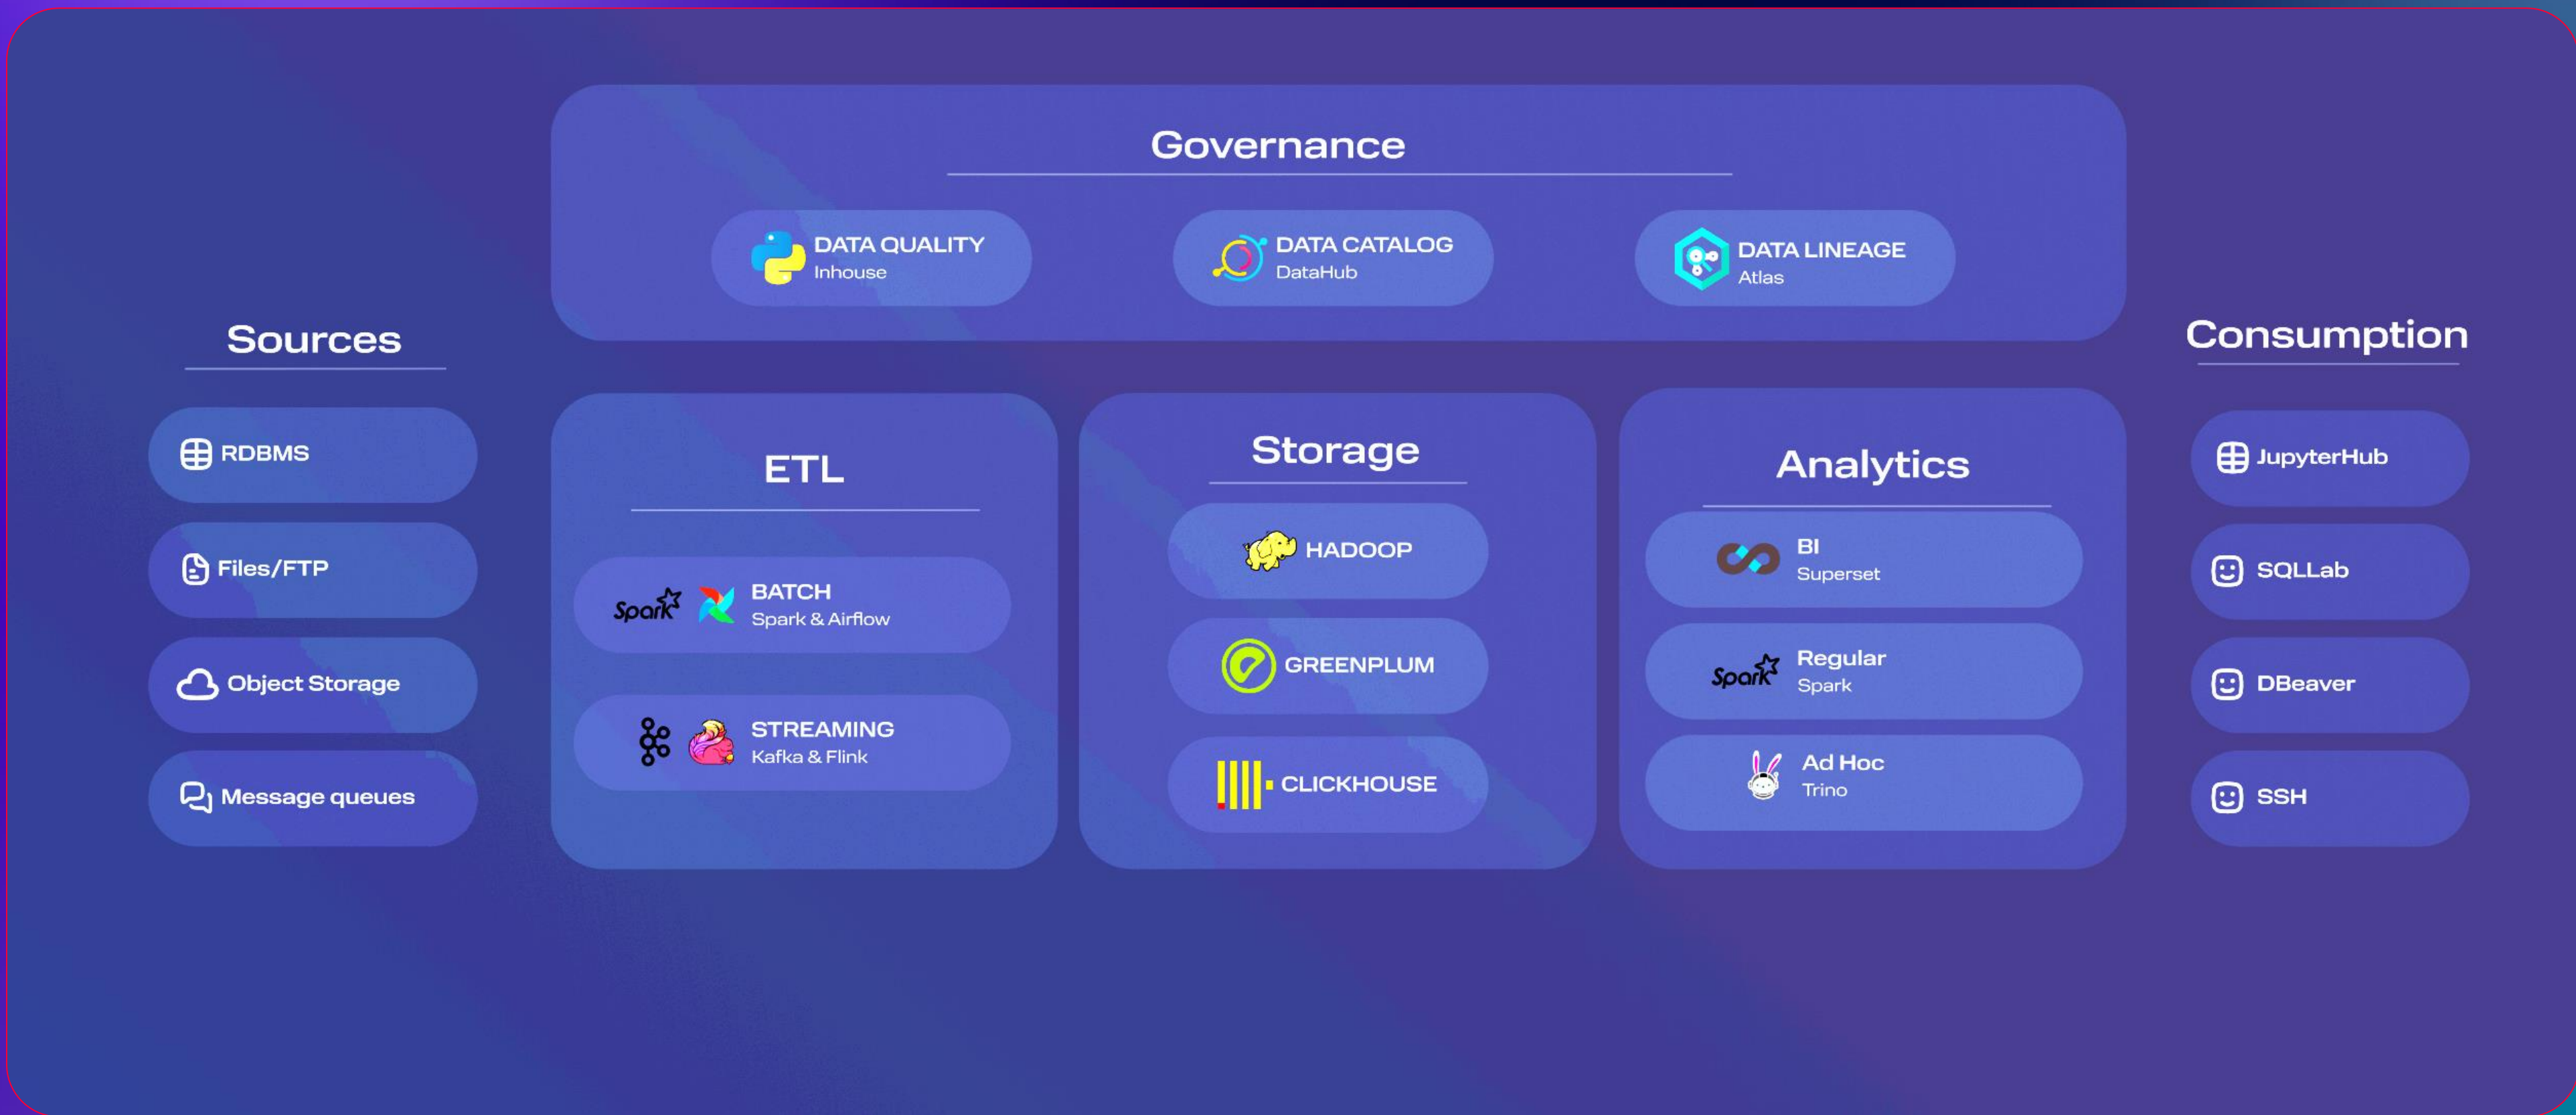 Governance
DATA QUALITY
Inhouse
DATA CATALOG
DataHub
DATA LINEAGE
Atlas
Sources
RDBMS
Files/FTP
Object Storage
Message queues
ETL
Spark
BATCH
Spark & Airflow
STREAMING
Kafka & Flink
Storage
HADOOP
GREENPLUM
CLICKHOUSE
Analytics
BI
Superset
Spark
Regular
Spark
Ad Hoc
Trino
Consumption
JupyterHub
SQLLab
DBeaver
SSH